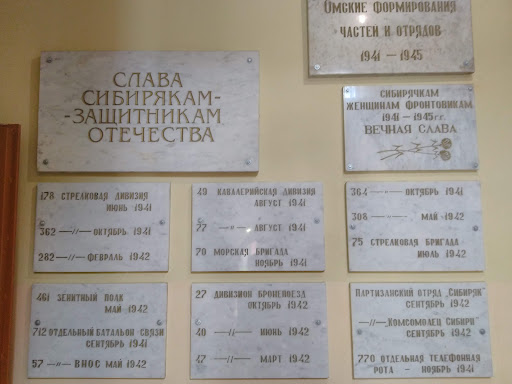 Омские формирования
частей и отрядов
1941 — 1945
СЛАВА
СИБИРЯКАМ-
-ЗАЩИТНИКАМ
ОТЕЧЕСТВА
СИБИРЯЧКАМ
ЖЕНЩИНАМ ФРОНТОВИКАМ
1941 — 1945 г.г.
ВЕЧНАЯ СЛАВА
178 СТРЕЛКОВАЯ ДИВИЗИЯ
ИЮНЬ 1941
362 —//— ОКТЯБРЬ 1941
282 —//— ФЕВРАЛЬ 1942
49 КАВАЛЕРИЙСКАЯ ДИВИЗИЯ
АВГУСТ 1941
77 —//— АВГУСТ 1941
70 МОРСКАЯ БРИГАДА
НОЯБРЬ 1941
364 —//— ОКТЯБРЬ 1941
308 —//— МАЙ 1942
75 СТРЕЛКОВАЯ БРИГАДА
ИЮЛЬ 1942
461 ЗЕНИТНЫЙ ПОЛК
МАЙ 1942
712 ОТДЕЛЬНЫЙ БАТАЛЬОН СВЯЗИ
СЕНТЯБРЬ 1941
57 —//— ВНОС МАЙ 1942
27 ДИВИЗИОН БРОНЕПОЕЗД
ОКТЯБРЬ 1942
40 —//— ИЮНЬ 1942
47 —//— МАРТ 1942
ПАРТИЗАНСКИЙ ОТРЯД „СИБИРЯК"
СЕНТЯБРЬ 1942
—//— „КОМСОМОЛЕЦ СИБИРИ"
СЕНТЯБРЬ 1942
770 ОТДЕЛЬНАЯ ТЕЛЕФОННАЯ
РОТА — НОЯБРЬ 1941